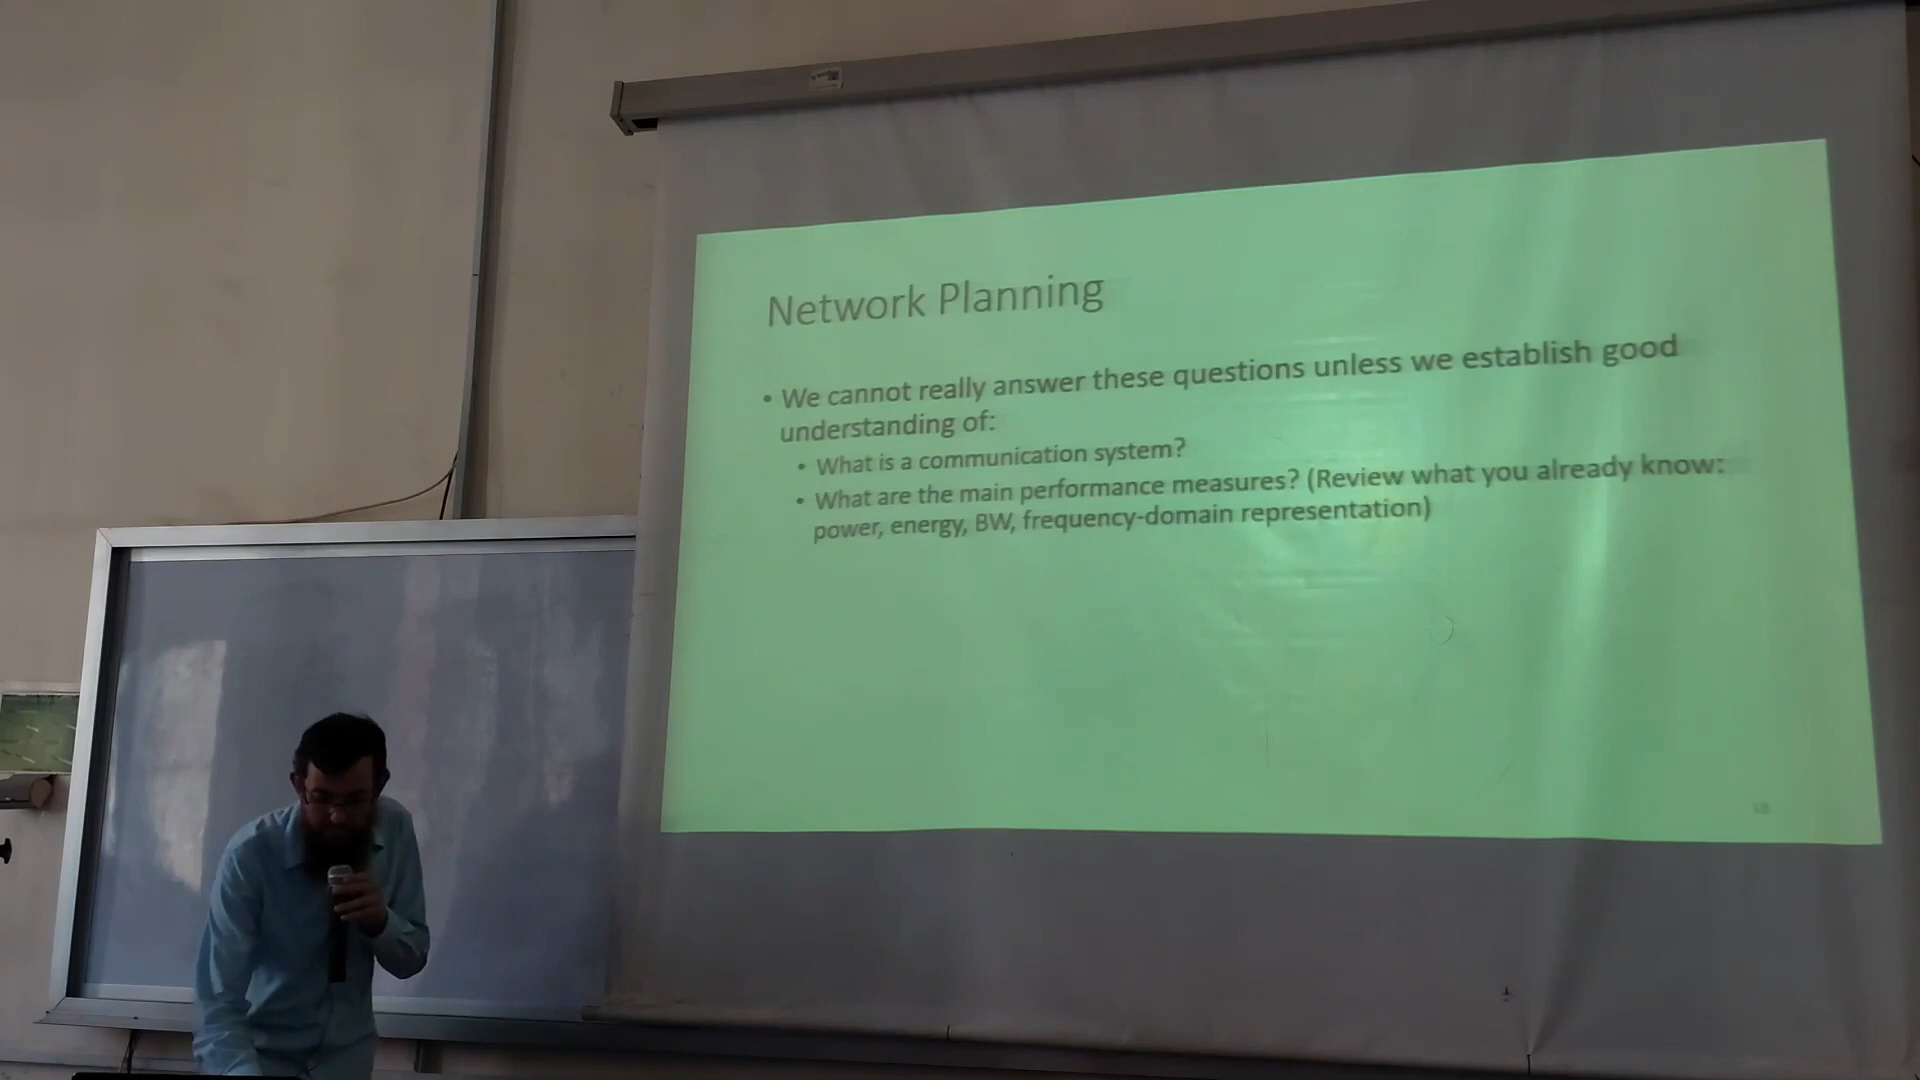 Network Planning
• We cannot really answer these questions unless we establish good
understanding of:
• What is a communication system?
• What are the main performance measures? (Review what you already know:
power, energy, BW, frequency-domain representation)